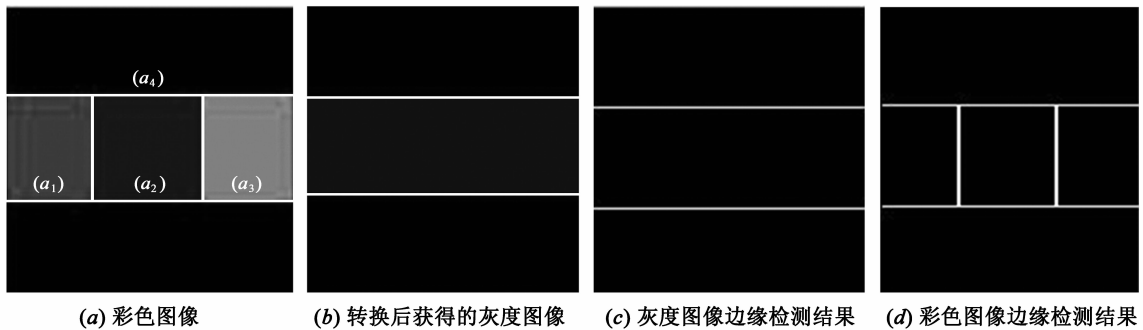 (a4)
(a1) (a2) (a3)
(a) 彩色图像 (b) 转换后获得的灰度图像 (c) 灰度图像边缘检测结果 (d) 彩色图像边缘检测结果